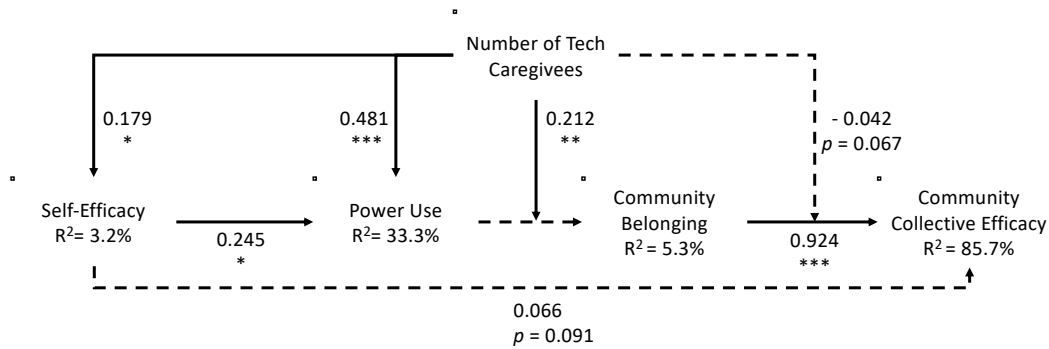 Number of Tech
Caregivees
0.179
*
0.481
***
0.212
**
- 0.042
p = 0.067
Self-Efficacy
R² = 3.2%
0.245
*
Power Use
R² = 33.3%
Community
Belonging
R² = 5.3%
0.924
***
Community
Collective Efficacy
R² = 85.7%
0.066
p = 0.091